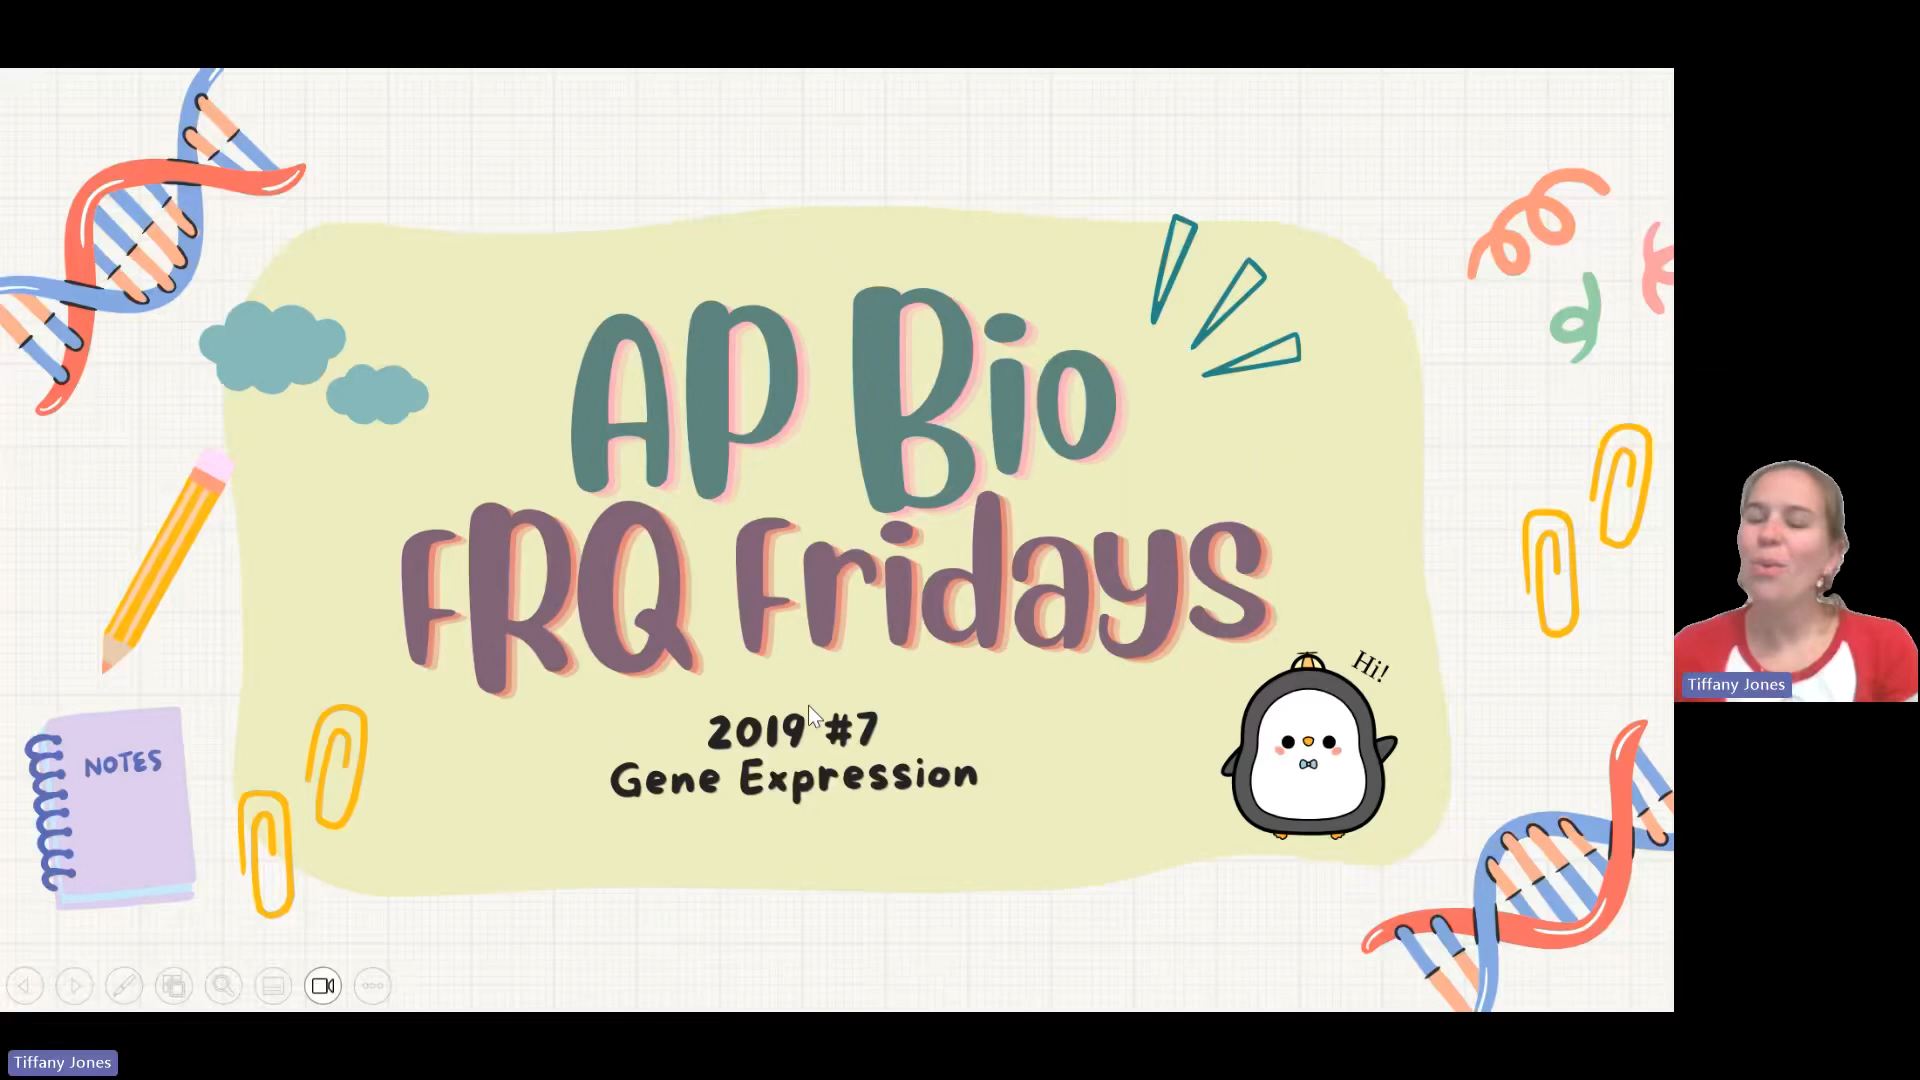 AP Bio
FRQ Fridays
Hi!
2019 #7
Gene Expression
NOTES
Tiffany Jones
Tiffany Jones